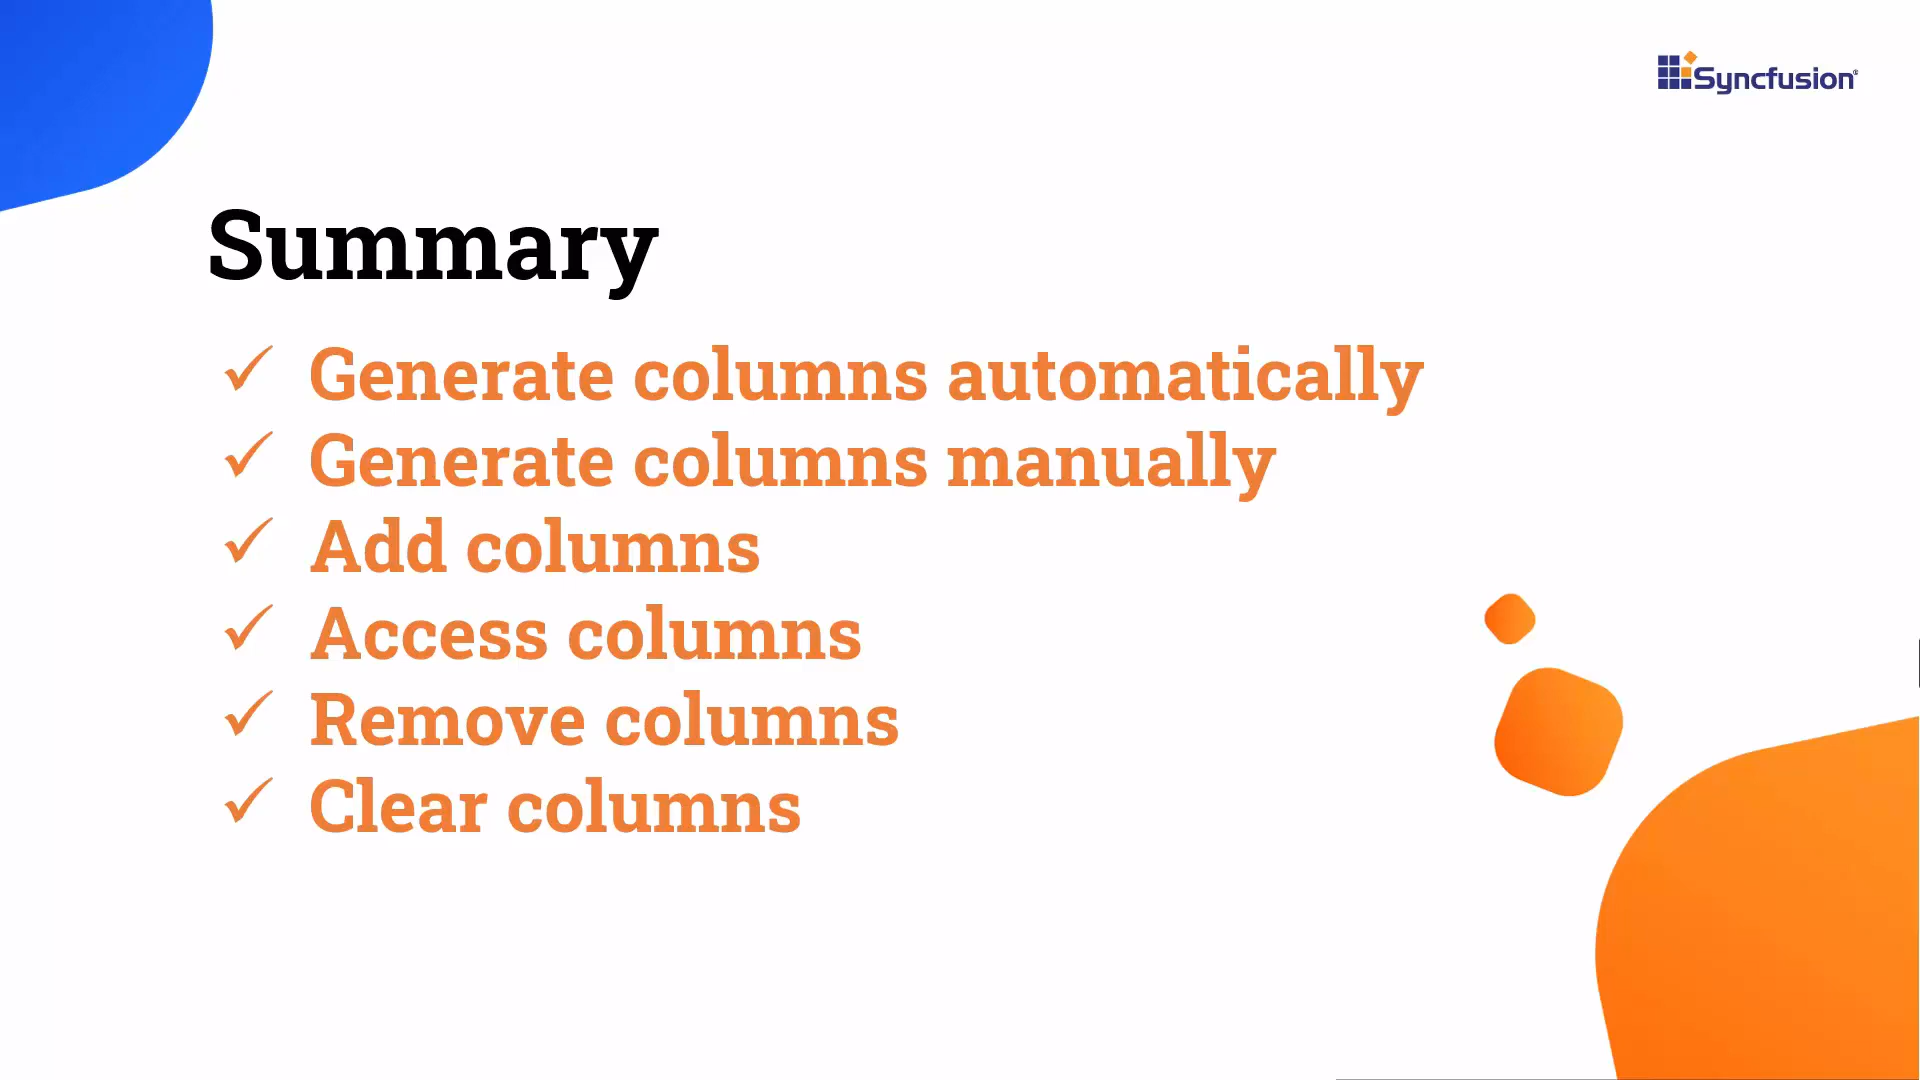 Syncfusion®
Summary
✓ Generate columns automatically
✓ Generate columns manually
✓ Add columns
✓ Access columns
✓ Remove columns
✓ Clear columns